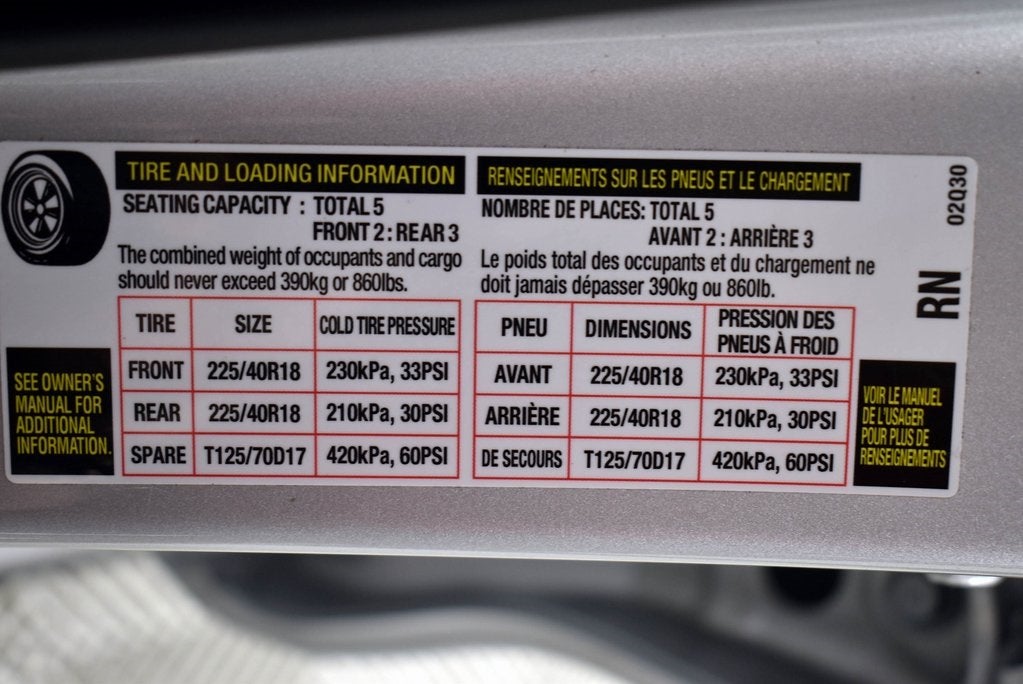 TIRE AND LOADING INFORMATION
SEATING CAPACITY : TOTAL 5
FRONT 2 : REAR 3
The combined weight of occupants and cargo
should never exceed 390kg or 860lbs.
TIRE SIZE COLD TIRE PRESSURE
FRONT 225/40R18 230kPa, 33PSI
REAR 225/40R18 210kPa, 30PSI
SPARE T125/70D17 420kPa, 60PSI
SEE OWNER'S
MANUAL FOR
ADDITIONAL
INFORMATION.
RENSEIGNEMENTS SUR LES PNEUS ET LE CHARGEMENT
NOMBRE DE PLACES: TOTAL 5
AVANT 2 : ARRIÈRE 3
Le poids total des occupants et du chargement ne
doit jamais dépasser 390kg ou 860lb.
PNEU DIMENSIONS PRESSION DES
PNEUS À FROID
AVANT 225/40R18 230kPa, 33PSI
ARRIÈRE 225/40R18 210kPa, 30PSI
DE SECOURS T125/70D17 420kPa, 60PSI
VOIR LE MANUEL
DE L'USAGER
POUR PLUS DE
RENSEIGNEMENTS
02Q30
RN